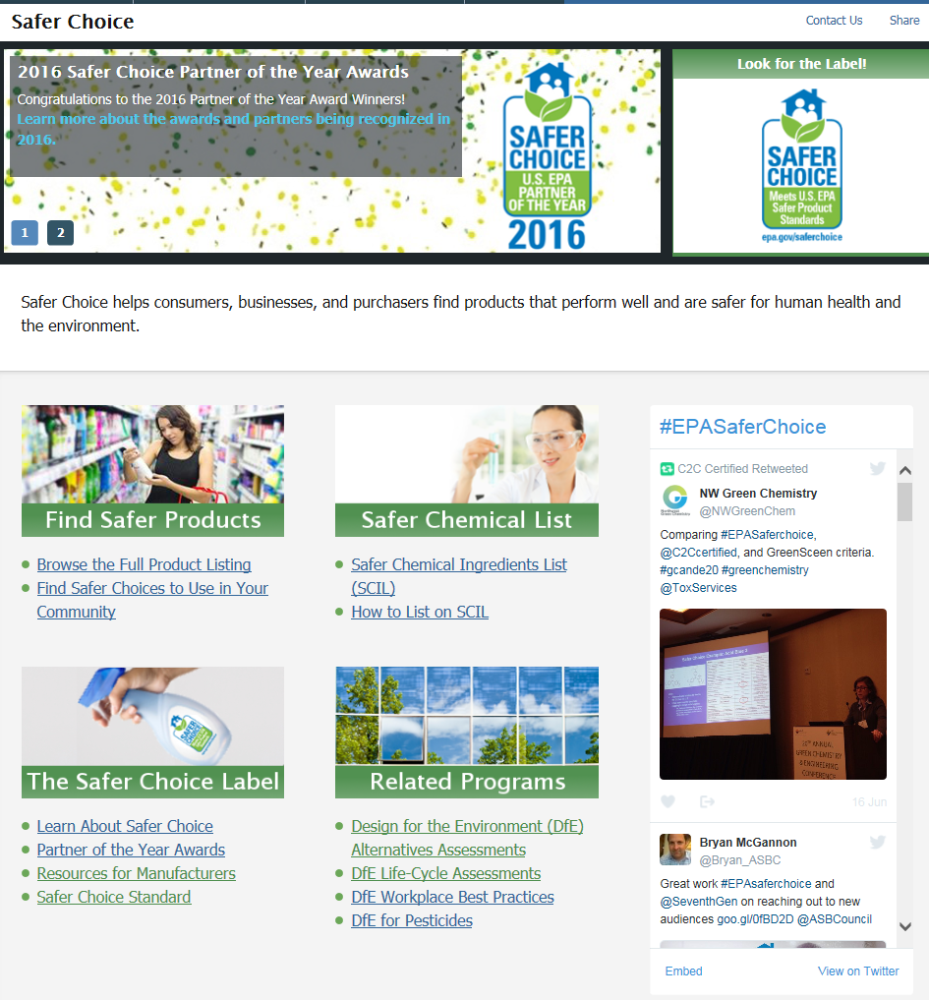 Safer Choice
Contact Us
Share
2016 Safer Choice Partner of the Year Awards
Congratulations to the 2016 Partner of the Year Award Winners!
Learn more about the awards and partners being recognized in
2016.
1
2
SAFER
CHOICE
U.S. EPA
PARTNER
OF THE YEAR
2016
Look for the Label!
SAFER
CHOICE
Meets U.S. EPA
Safer Product
Standards
epa.gov/saferchoice
Safer Choice helps consumers, businesses, and purchasers find products that perform well and are safer for human health and
the environment.
Find Safer Products
Browse the Full Product Listing
Find Safer Choices to Use in Your
Community
Safer Chemical List
Safer Chemical Ingredients List
(SCIL)
How to List on SCIL
SAFER
CHOICE
The Safer Choice Label
Learn About Safer Choice
Partner of the Year Awards
Resources for Manufacturers
Safer Choice Standard
Related Programs
Design for the Environment (DfE)
Alternatives Assessments
DfE Life-Cycle Assessments
DfE Workplace Best Practices
DfE for Pesticides
#EPASaferChoice
C2C Certified Retweeted
NW Green Chemistry
@NWGreenChem
Comparing #EPASaferchoice,
@C2Ccertified, and GreenSceen criteria.
#gcande20 #greenchemistry
@ToxServices
20TH ANNUAL
GREEN CHEMISTRY
& ENGINEERING
CONFERENCE
16 Jun
Bryan McGannon
@Bryan_ASBC
Great work #EPAsaferchoice and
@SeventhGen on reaching out to new
audiences goo.gl/0fBD2D @ASBCouncil
Embed
View on Twitter